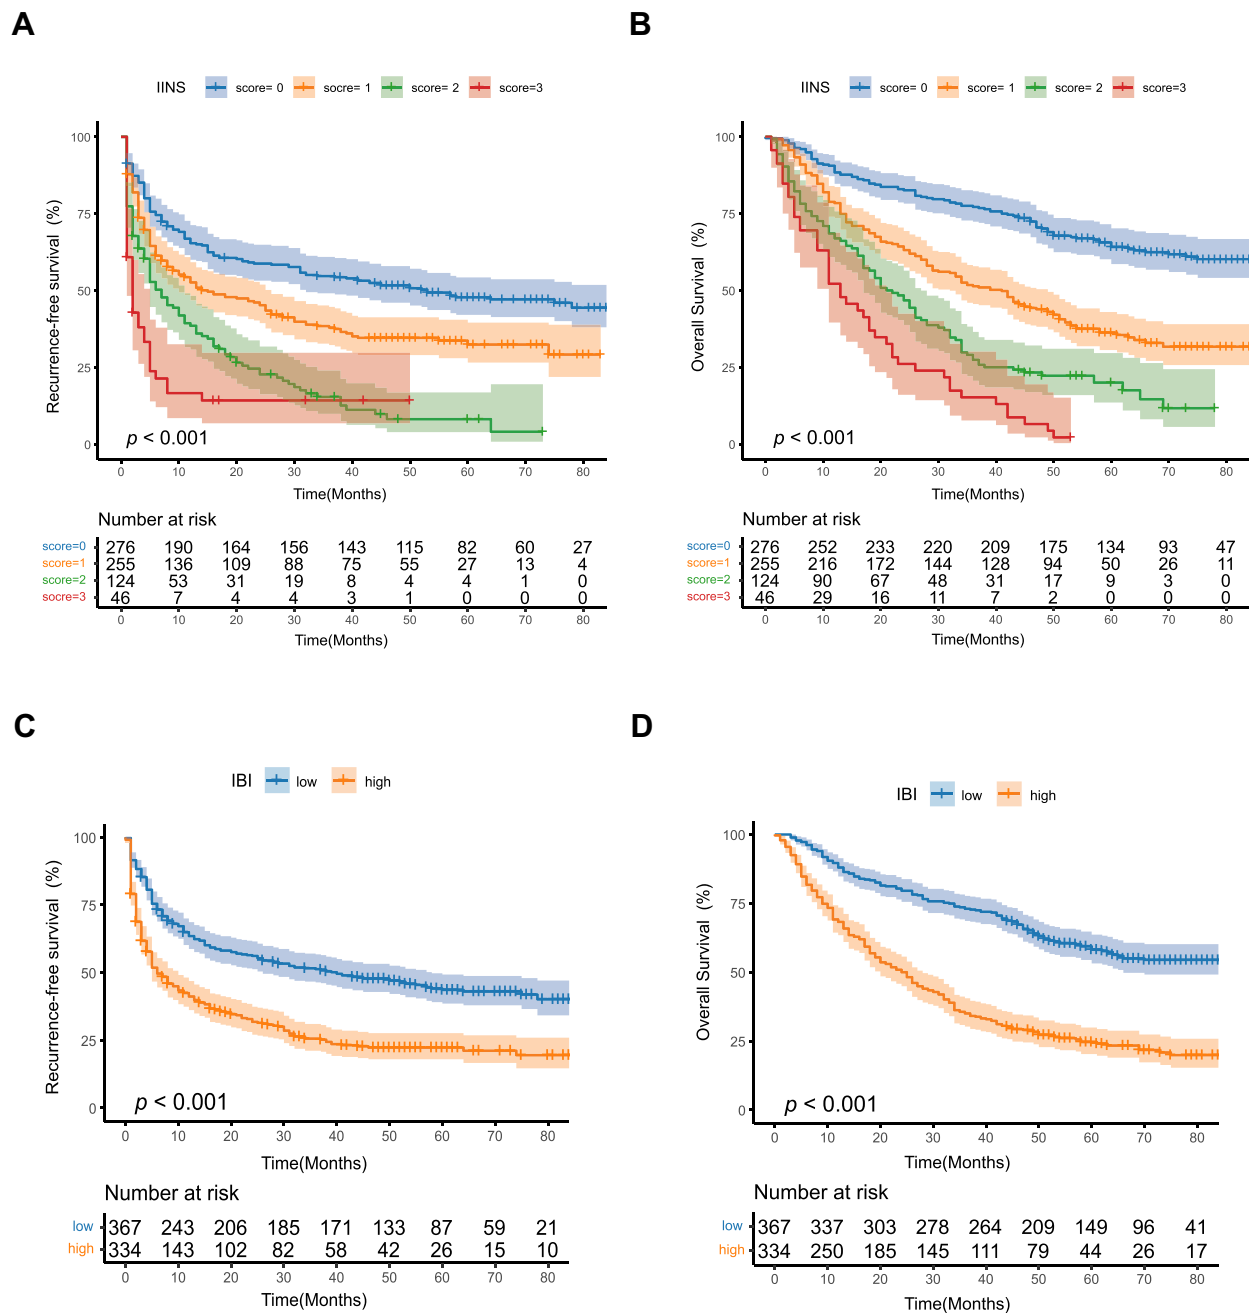 A
IINS score= 0 socre= 1 score= 2 score=3
Recurrence-free survival (%)
100
75
50
25
0
p < 0.001
0 10 20 30 40 50 60 70 80
Time(Months)
Number at risk
score=0 276 190 164 156 143 115 82 60 27
score=1 255 136 109 88 75 55 27 13 4
score=2 124 53 31 19 8 4 4 1 0
socre=3 46 7 4 4 3 1 0 0 0
0 10 20 30 40 50 60 70 80
Time(Months)
B
IINS score= 0 socre= 1 score= 2 score=3
Overall Survival (%)
100
75
50
25
0
p < 0.001
0 10 20 30 40 50 60 70 80
Time(Months)
Number at risk
score=0 276 252 233 220 209 175 134 93 47
score=1 255 216 172 144 128 94 50 26 11
score=2 124 90 67 48 31 17 9 3 0
score=3 46 29 16 11 7 2 0 0 0
0 10 20 30 40 50 60 70 80
Time(Months)
C
IBI low high
Recurrence-free survival (%)
100
75
50
25
0
p < 0.001
0 10 20 30 40 50 60 70 80
Time(Months)
Number at risk
low 367 243 206 185 171 133 87 59 21
high 334 143 102 82 58 42 26 15 10
0 10 20 30 40 50 60 70 80
Time(Months)
D
IBI low high
Overall Survival (%)
100
75
50
25
0
p < 0.001
0 10 20 30 40 50 60 70 80
Time(Months)
Number at risk
low 367 337 303 278 264 209 149 96 41
high 334 250 185 145 111 79 44 26 17
0 10 20 30 40 50 60 70 80
Time(Months)